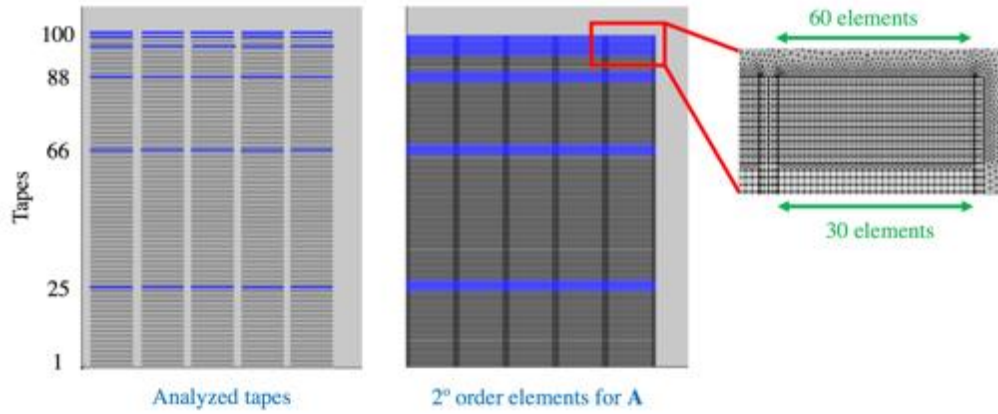 60 elements
100
88
66
Tapes
25
1
30 elements
Analyzed tapes
2º order elements for A